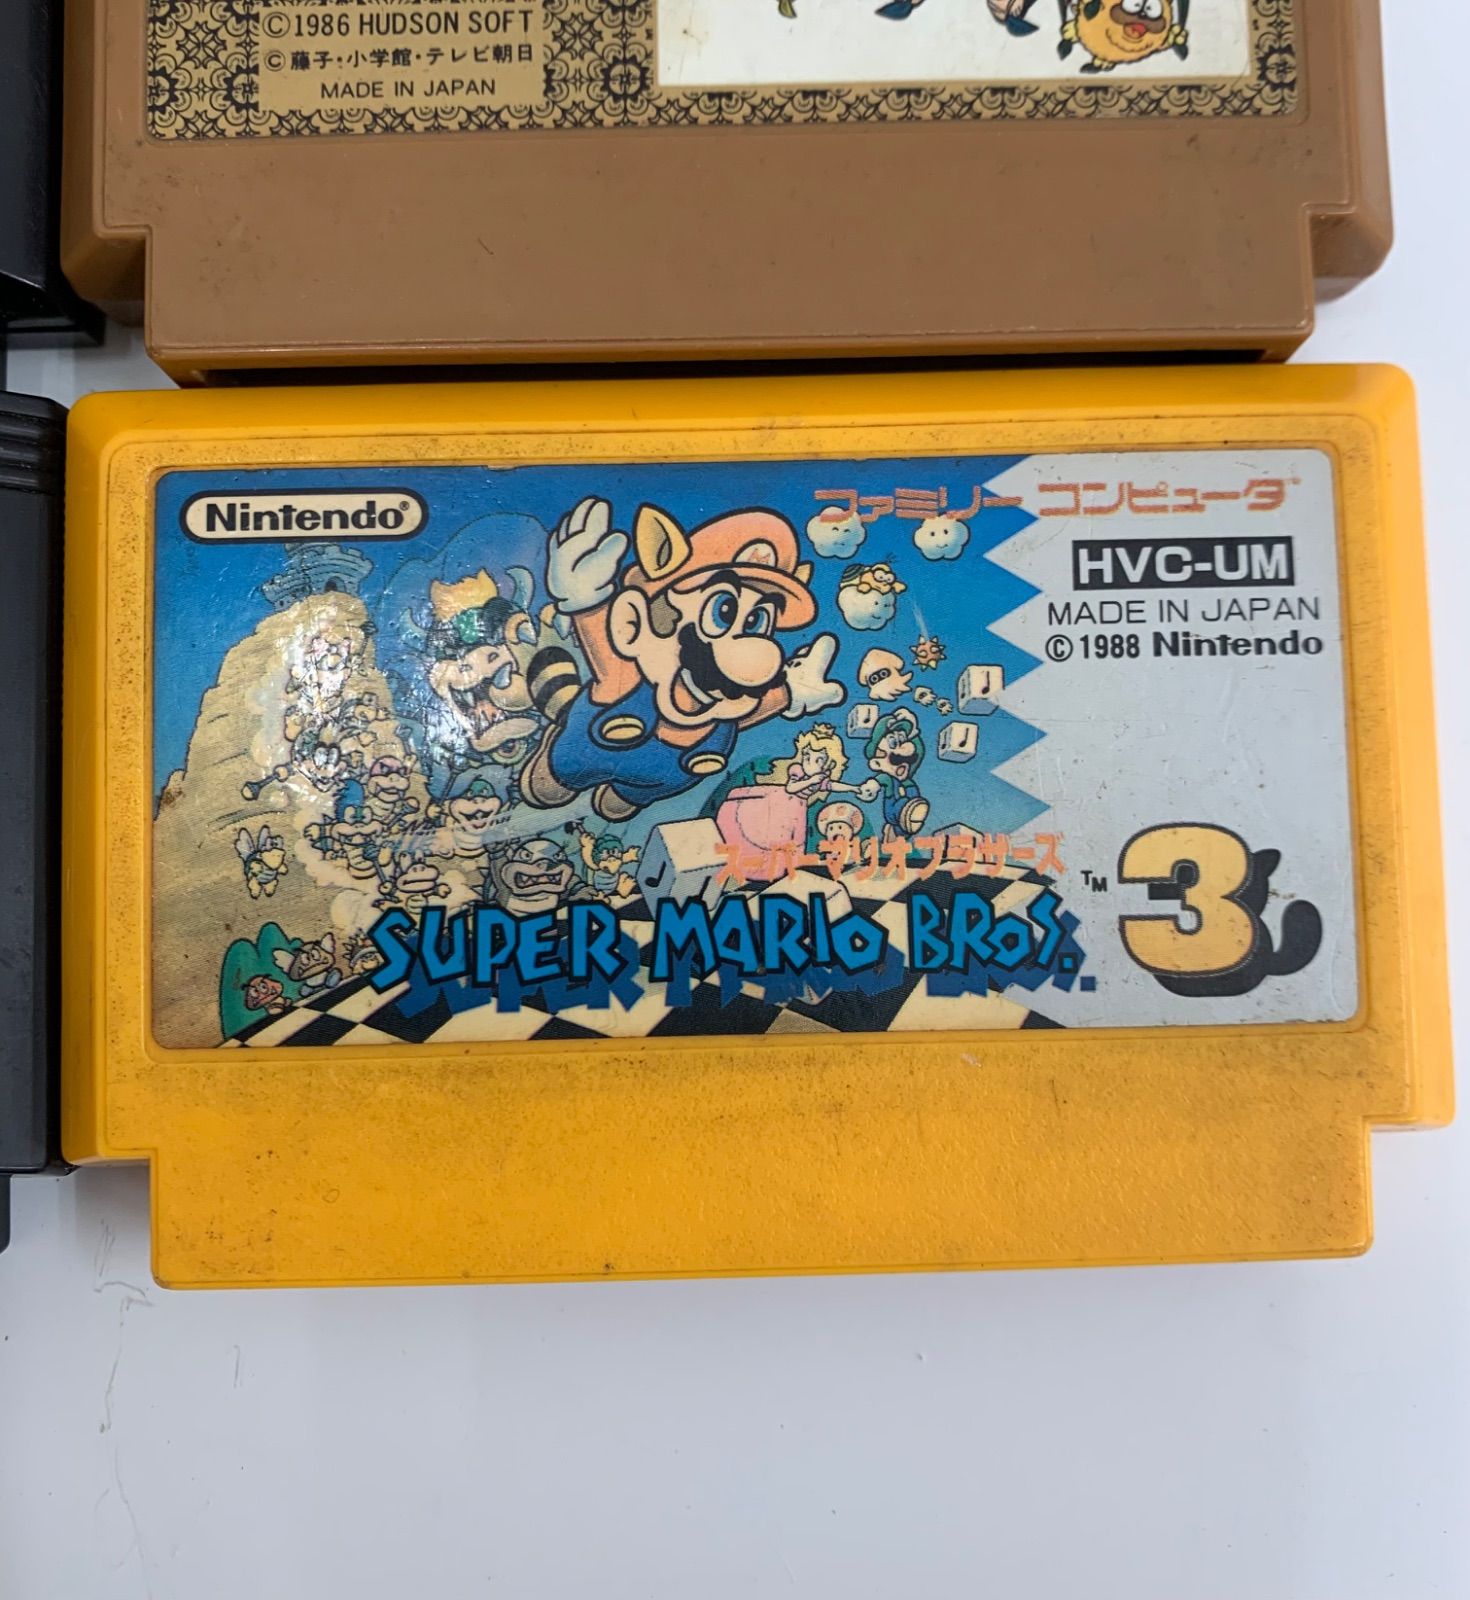 ©1986 HUDSON SOFT
©藤子・小学館・テレビ朝日
MADE IN JAPAN
Nintendo®
ファミリー コンピュータ
HVC-UM
MADE IN JAPAN
©1988 Nintendo
M
スーパーマリオブラザーズ
SUPER MARIO BROS.™ 3